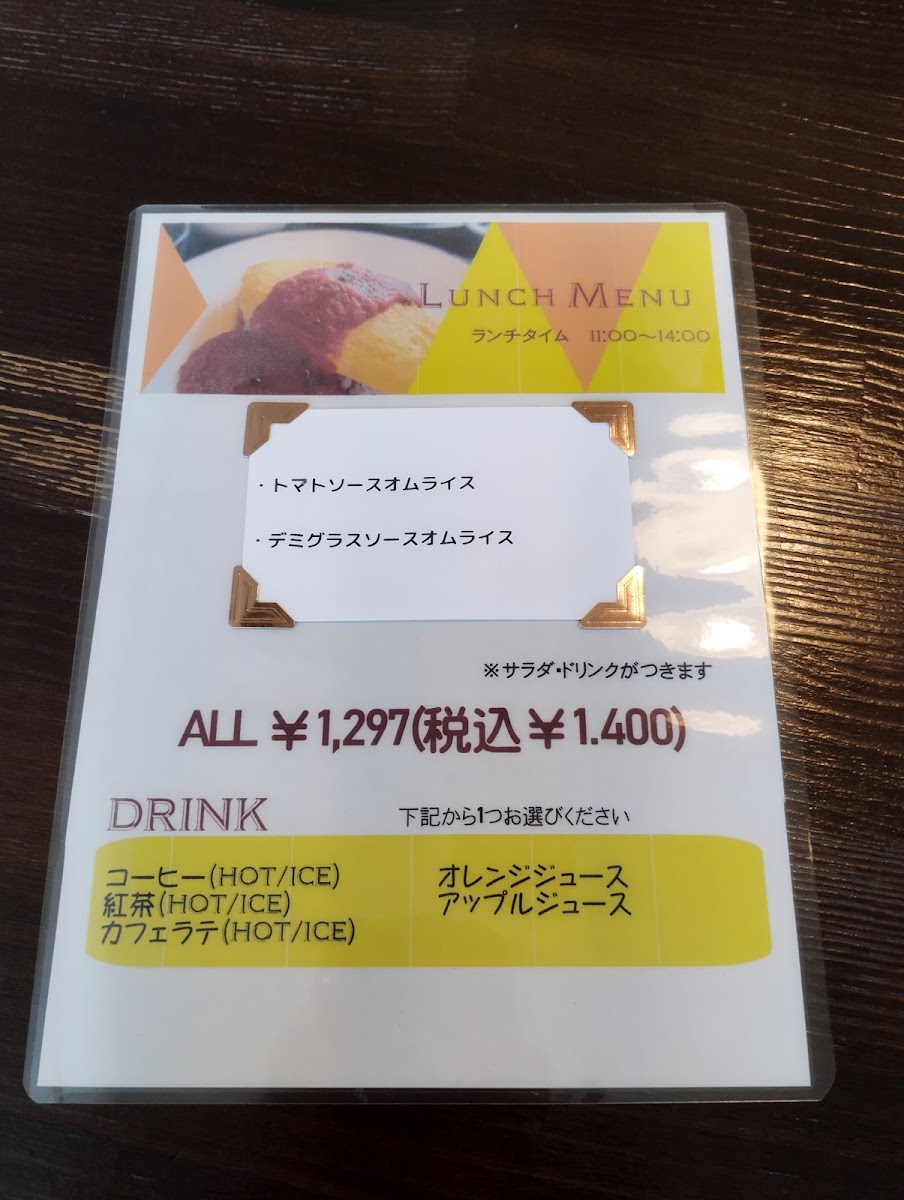 LUNCH MENU
ランチタイム 11:00〜14:00
・トマトソースオムライス
・デミグラスソースオムライス
※サラダ・ドリンクがつきます
ALL ¥1,297(税込¥1.400)
DRINK 下記から1つお選びください
コーヒー(HOT/ICE) オレンジジュース
紅茶(HOT/ICE) アップルジュース
カフェラテ(HOT/ICE)